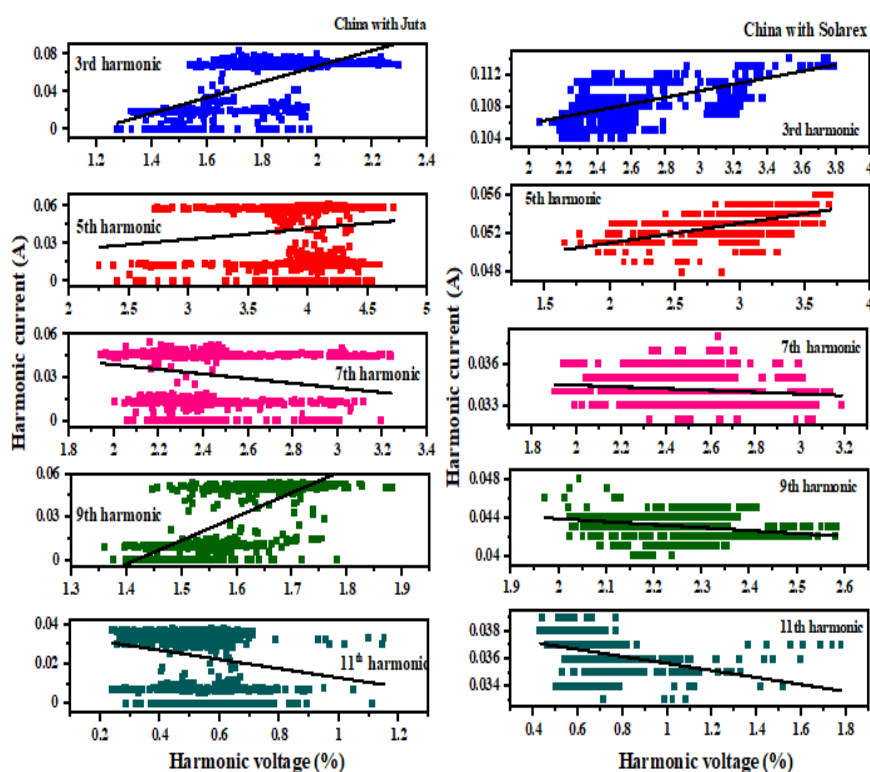 China with Juta
3rd harmonic
0.08
0.04
0
1.2 1.4 1.6 1.8 2 2.2 2.4
5th harmonic
0.06
0.03
0
2 2.5 3 3.5 4 4.5 5
7th harmonic
0.06
0.03
0
1.8 2 2.2 2.4 2.6 2.8 3 3.2 3.4
9th harmonic
0.06
0.03
0
1.3 1.4 1.5 1.6 1.7 1.8 1.9
11th harmonic
0.04
0.02
0
0.2 0.4 0.6 0.8 1 1.2
Harmonic current (A)
Harmonic voltage (%)
China with Solarex
3rd harmonic
0.112
0.108
0.104
2 2.2 2.4 2.6 2.8 3 3.2 3.4 3.6 3.8 4
5th harmonic
0.056
0.052
0.048
1.5 2 2.5 3 3.5 4
7th harmonic
0.036
0.033
1.8 2 2.2 2.4 2.6 2.8 3 3.2
9th harmonic
0.048
0.044
0.04
1.9 2 2.1 2.2 2.3 2.4 2.5 2.6
11th harmonic
0.038
0.036
0.034
0.4 0.6 0.8 1 1.2 1.4 1.6 1.8
Harmonic current (A)
Harmonic voltage (%)